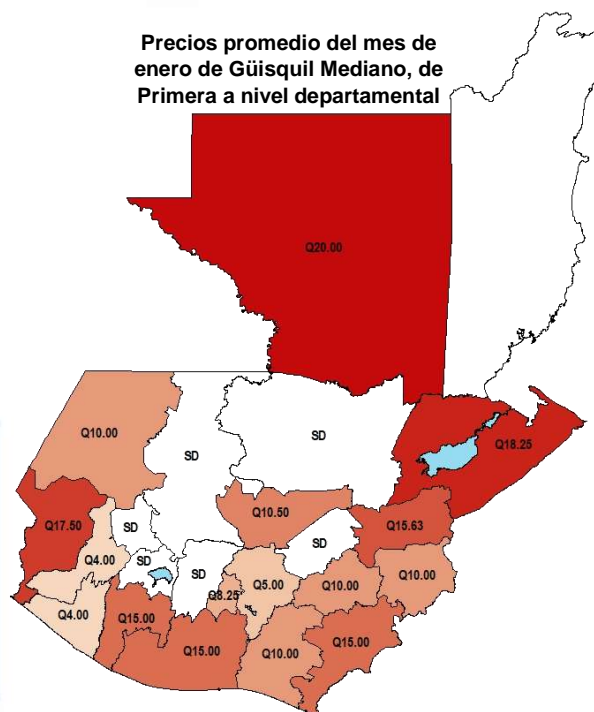 Precios promedio del mes de
enero de Güisquil Mediano, de
Primera a nivel departamental
Q20.00
Q10.00
SD
SD
Q18.25
Q17.50
SD
Q10.50
Q15.63
SD
Q4.00
SD
SD
Q8.25
Q5.00
Q10.00
Q10.00
Q4.00
Q15.00
Q15.00
Q10.00
Q15.00